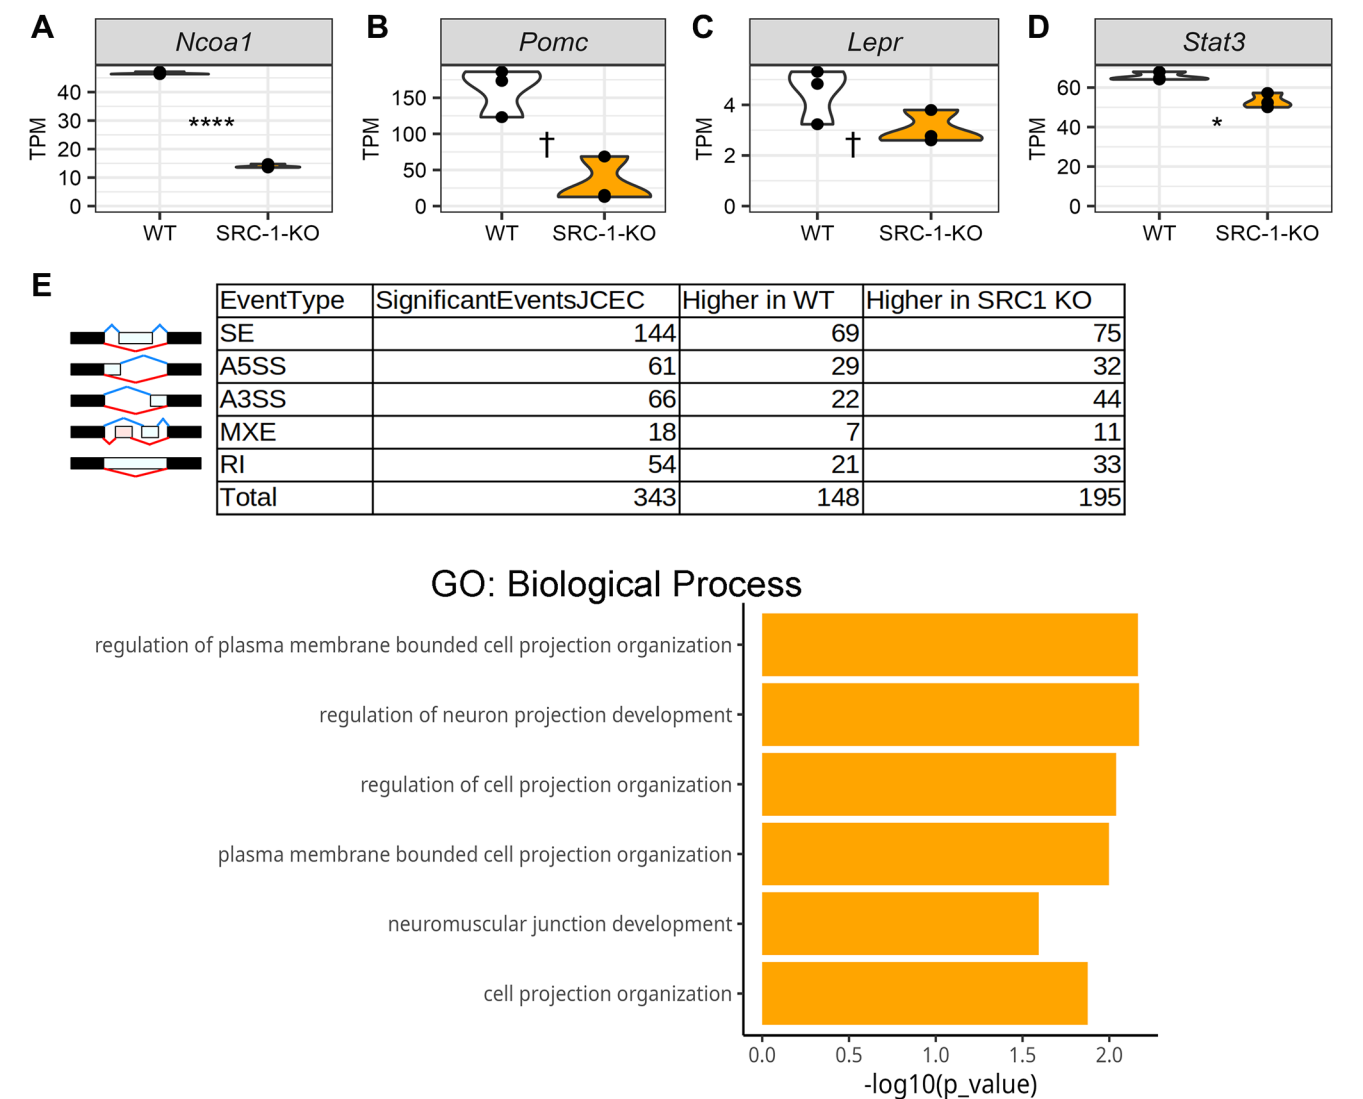 A
Ncoa1
TPM
40
30
20
10
0
****
WT SRC-1-KO
B
Pomc
TPM
150
100
50
0
†
WT SRC-1-KO
C
Lepr
TPM
4
2
0
†
WT SRC-1-KO
D
Stat3
TPM
60
40
20
0
*
WT SRC-1-KO
E
EventType SignificantEventsJCEC Higher in WT Higher in SRC1 KO
SE 144 69 75
A5SS 61 29 32
A3SS 66 22 44
MXE 18 7 11
RI 54 21 33
Total 343 148 195
GO: Biological Process
regulation of plasma membrane bounded cell projection organization
regulation of neuron projection development
regulation of cell projection organization
plasma membrane bounded cell projection organization
neuromuscular junction development
cell projection organization
0.0 0.5 1.0 1.5 2.0
-log10(p_value)